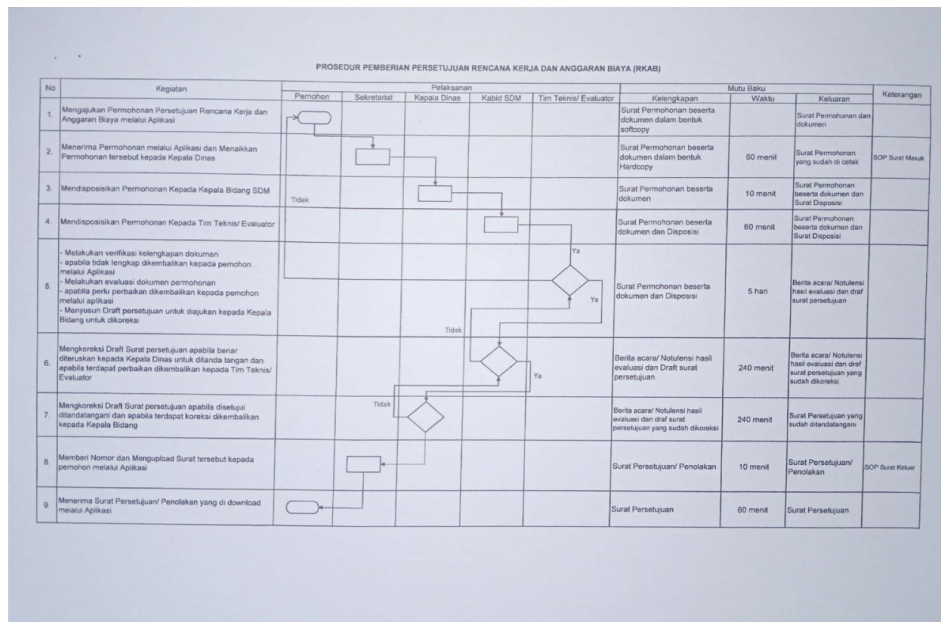 PROSEDUR PEMBERIAN PERSETUJUAN RENCANA KERJA DAN ANGGARAN BIAYA (RKAB)
No
Kegiatan
Pelaksanan
Mutu Baku
Keterangan
Pemohon
Sekretariat
Kepala Dinas
Kabid SDM
Tim Teknis/ Evaluator
Kelengkapan
Waktu
Keluaran
1.
Mengajukan Permohonan Persetujuan Rencana Kerja dan
Anggaran Biaya melalui Aplikasi
Surat Permohonan beserta
dokumen dalam bentuk
softcopy
Surat Permohonan dan
dokumen
2.
Menerima Permohonan melalui Aplikasi dan Menaikkan
Permohonan tersebut kepada Kepala Dinas
Surat Permohonan beserta
dokumen dalam bentuk
Hardcopy
60 menit
Surat Permohonan
yang sudah di cetak
SOP Surat Masuk
3.
Mendisposisikan Permohonan Kepada Kepala Bidang SDM
Tidak
Surat Permohonan beserta
dokumen
10 menit
Surat Permohonan
beserta dokumen dan
Surat Disposisi
4.
Mendisposisikan Permohonan Kepada Tim Teknis/ Evaluator
Surat Permohonan beserta
dokumen dan Disposisi
60 menit
Surat Permohonan
beserta dokumen dan
Surat Disposisi
5.
- Melakukan verifikasi kelengkapan dokumen
- apabila tidak lengkap dikembalikan kepada pemohon
melalui Aplikasi
- Melakukan evaluasi dokumen permohonan
- apabila perlu perbaikan dikembalikan kepada pemohon
melalui aplikasi
- Menyusun Draft persetujuan untuk diajukan kepada Kepala
Bidang untuk dikoreksi
Ya
Ya
Tidak
Surat Permohonan beserta
dokumen dan Disposisi
5 hari
Berita acara/ Notulensi
hasil evaluasi dan draf
surat persetujuan
6.
Mengkoreksi Draft Surat persetujuan apabila benar
diteruskan kepada Kepala Dinas untuk ditanda tangan dan
apabila terdapat perbaikan dikembalikan kepada Tim Teknis/
Evaluator
Ya
Berita acara/ Notulensi hasil
evaluasi dan Draft surat
persetujuan
240 menit
Berita acara/ Notulensi
hasil evaluasi dan draf
surat persetujuan yang
sudah dikoreksi
7.
Mengkoreksi Draft Surat persetujuan apabila disetujui
ditandatangani dan apabila terdapat koreksi dikembalikan
kepada Kepala Bidang
Tidak
Berita acara/ Notulensi hasil
evaluasi dan draf surat
persetujuan yang sudah dikoreksi
240 menit
Surat Persetujuan yang
sudah ditandatangani
8.
Memberi Nomor dan Mengupload Surat tersebut kepada
pemohon melalui Aplikasi
Surat Persetujuan/ Penolakan
10 menit
Surat Persetujuan/
Penolakan
SOP Surat Keluar
9
Menerima Surat Persetujuan/ Penolakan yang di download
melalui Aplikasi
Surat Persetujuan
60 menit
Surat Persetujuan